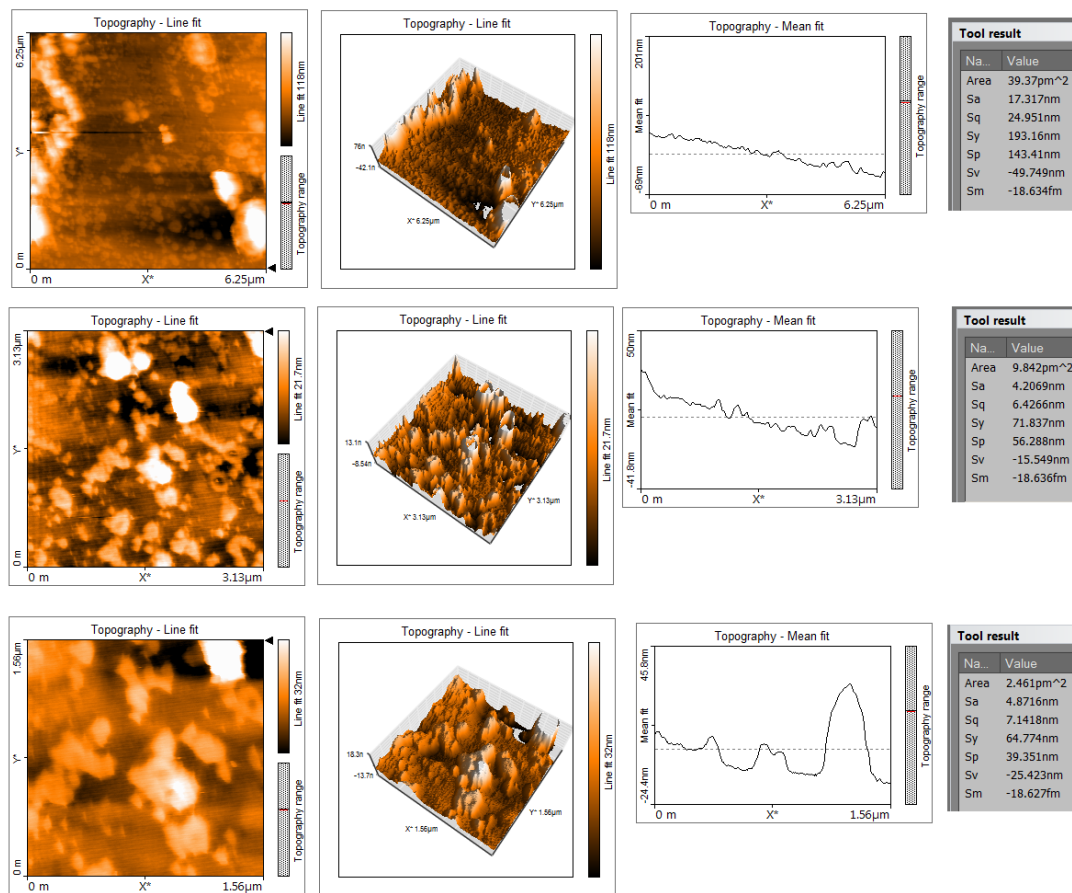 Topography - Line fit
6.25µm
Y*
0 m
0 m
X*
6.25µm
Line fit 118nm
Topography range
Topography - Line fit
76n
-42.1n
X* 6.25µm
Y* 6.25µm
Line fit 118nm
Topography - Mean fit
201nm
Mean fit
-69nm
0 m
X*
6.25µm
Topography range
Tool result
Na... Value
Area 39.37pm^2
Sa 17.317nm
Sq 24.951nm
Sy 193.16nm
Sp 143.41nm
Sv -49.749nm
Sm -18.634fm
Topography - Line fit
3.13µm
Y*
0 m
0 m
X*
3.13µm
Line fit 21.7nm
Topography range
Topography - Line fit
13.1n
-8.54n
X* 3.13µm
Y* 3.13µm
Line fit 21.7nm
Topography - Mean fit
50nm
Mean fit
-41.8nm
0 m
X*
3.13µm
Topography range
Tool result
Na... Value
Area 9.842pm^2
Sa 4.2069nm
Sq 6.4266nm
Sy 71.837nm
Sp 56.288nm
Sv -15.549nm
Sm -18.636fm
Topography - Line fit
1.56µm
Y*
0 m
0 m
X*
1.56µm
Line fit 32nm
Topography range
Topography - Line fit
18.3n
-13.7n
X* 1.56µm
Y* 1.56µm
Line fit 32nm
Topography - Mean fit
45.8nm
Mean fit
-24.4nm
0 m
X*
1.56µm
Topography range
Tool result
Na... Value
Area 2.461pm^2
Sa 4.8716nm
Sq 7.1418nm
Sy 64.774nm
Sp 39.351nm
Sv -25.423nm
Sm -18.627fm